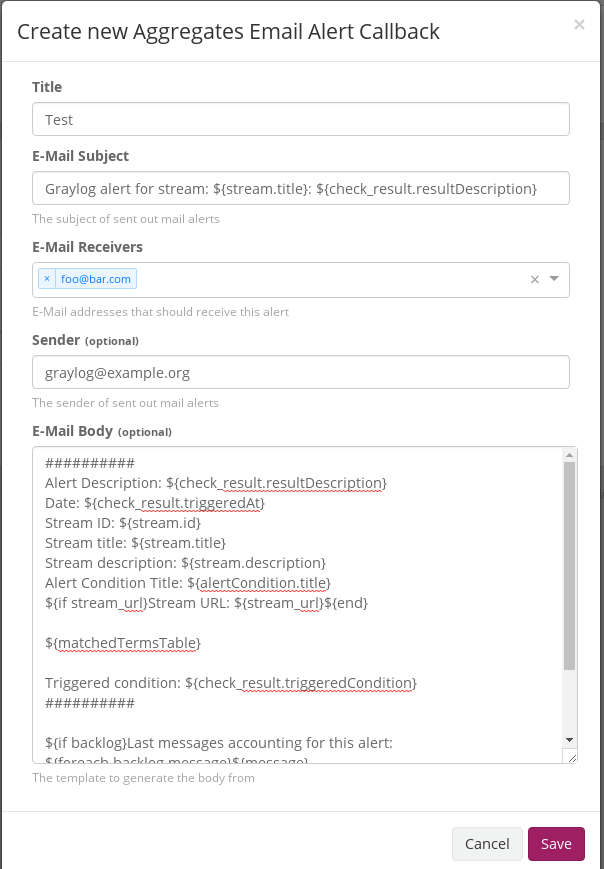 Create new Aggregates Email Alert Callback
×
Title
Test
E-Mail Subject
Graylog alert for stream: ${stream.title}: ${check_result.resultDescription}
The subject of sent out mail alerts
E-Mail Receivers
× foo@bar.com ×
E-Mail addresses that should receive this alert
Sender (optional)
graylog@example.org
The sender of sent out mail alerts
E-Mail Body (optional)
##########
Alert Description: ${check_result.resultDescription}
Date: ${check_result.triggeredAt}
Stream ID: ${stream.id}
Stream title: ${stream.title}
Stream description: ${stream.description}
Alert Condition Title: ${alertCondition.title}
${if stream_url}Stream URL: ${stream_url}${end}
${matchedTermsTable}
Triggered condition: ${check_result.triggeredCondition}
##########
${if backlog}Last messages accounting for this alert:
${foreach backlog message}${message}
The template to generate the body from
Cancel Save